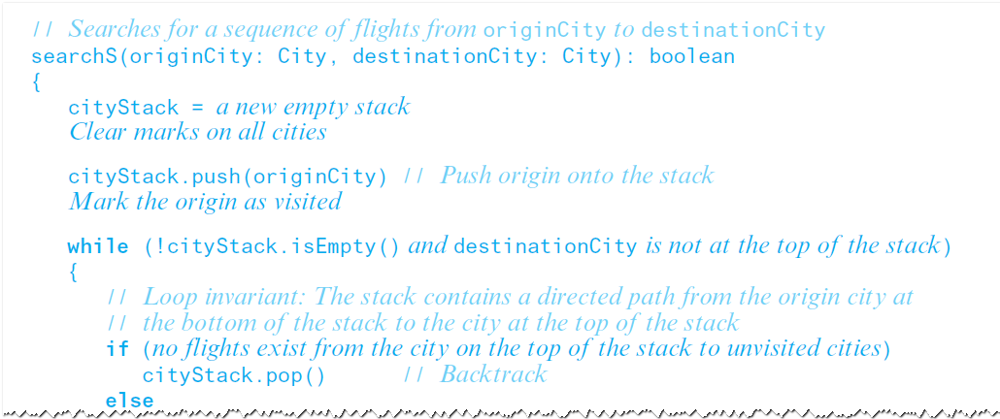 // Searches for a sequence of flights from originCity to destinationCity
searchS(originCity: City, destinationCity: City): boolean
{
cityStack = a new empty stack
Clear marks on all cities
cityStack.push(originCity) // Push origin onto the stack
Mark the origin as visited
while (!cityStack.isEmpty() and destinationCity is not at the top of the stack)
{
// Loop invariant: The stack contains a directed path from the origin city at
// the bottom of the stack to the city at the top of the stack
if (no flights exist from the city on the top of the stack to unvisited cities)
cityStack.pop() // Backtrack
else